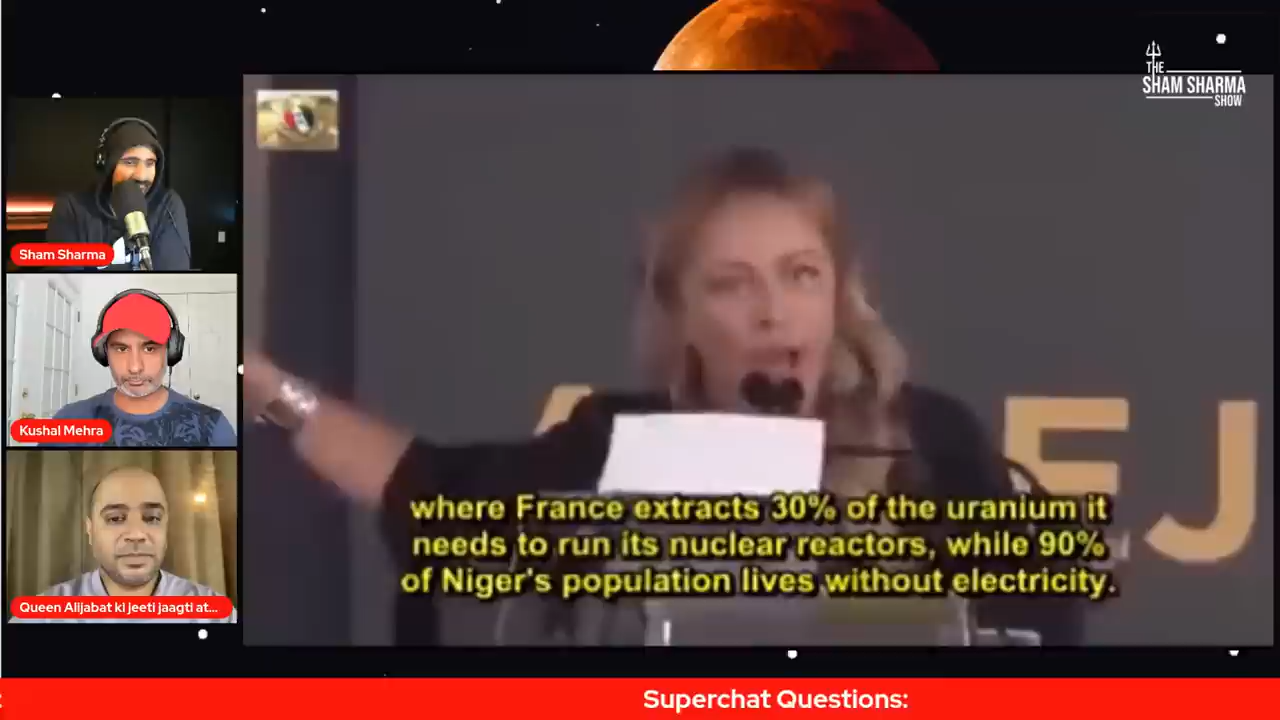 THE
SHAM SHARMA
SHOW
Sham Sharma
Kushal Mehra
Queen Alijabat ki jeeti jaagti at...
EJ
where France extracts 30% of the uranium it
needs to run its nuclear reactors, while 90%
of Niger's population lives without electricity.
Superchat Questions: